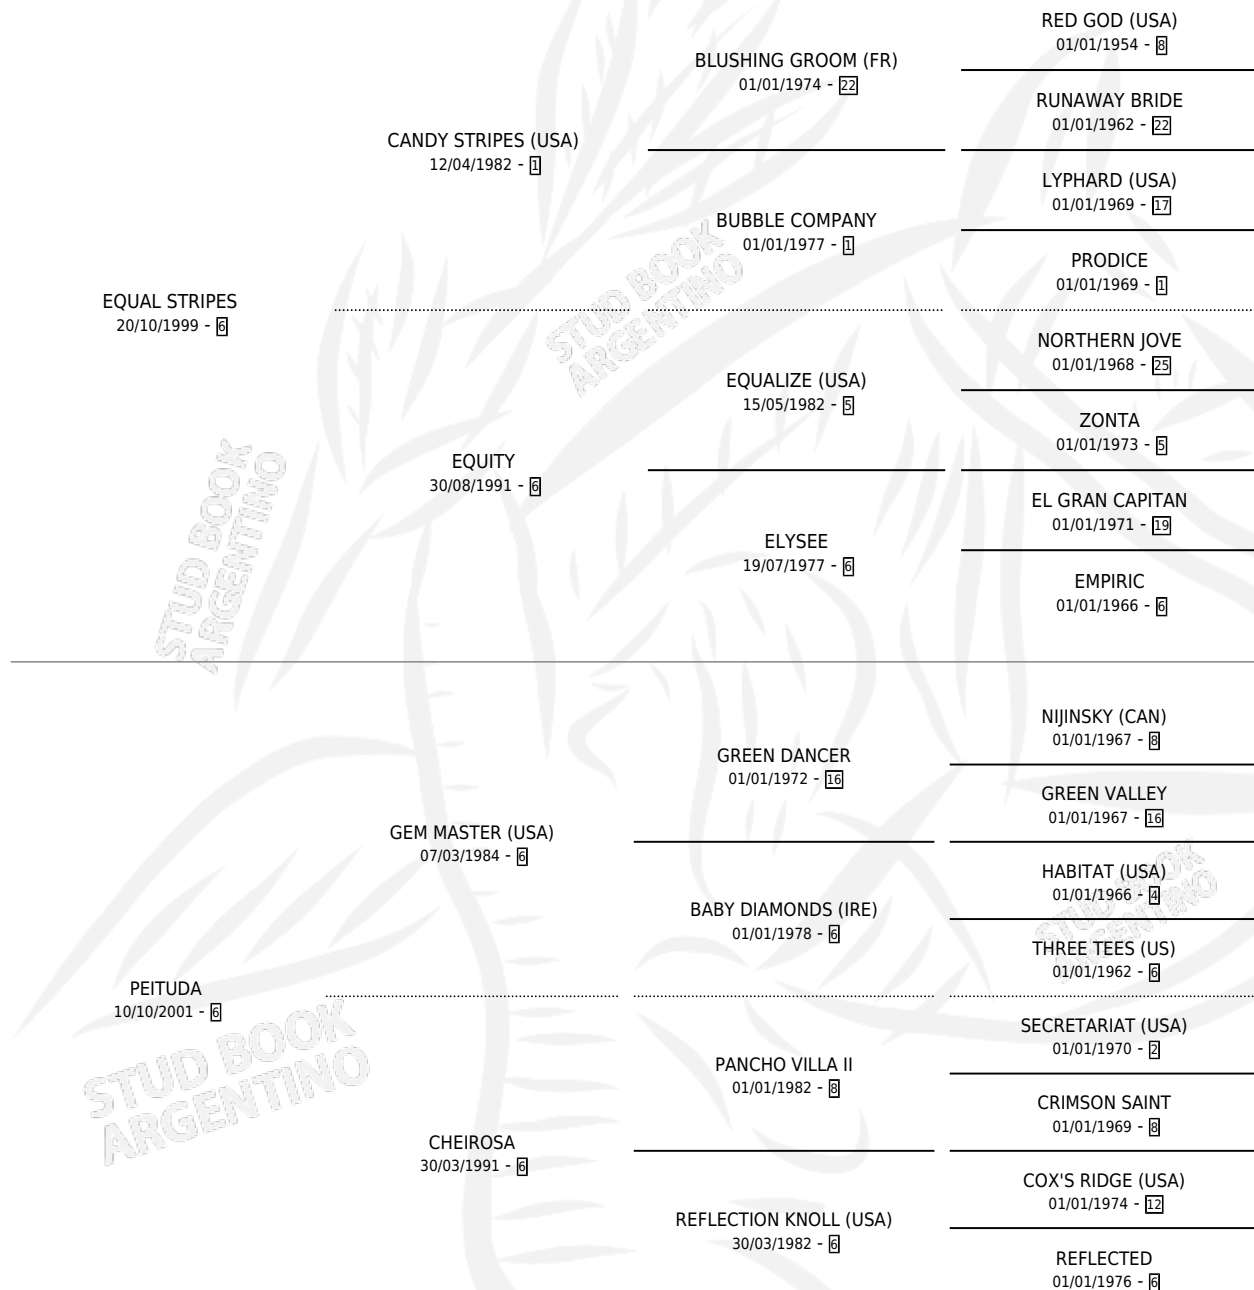 RED GOD (USA)
01/01/1954 - 8
BLUSHING GROOM (FR)
01/01/1974 - 22
RUNAWAY BRIDE
01/01/1962 - 22
CANDY STRIPES (USA)
12/04/1982 - 1
LYPHARD (USA)
01/01/1969 - 17
BUBBLE COMPANY
01/01/1977 - 1
PRODICE
01/01/1969 - 1
STUD BOOK
ARGENTINO
EQUAL STRIPES
20/10/1999 - 6
NORTHERN JOVE
01/01/1968 - 25
EQUALIZE (USA)
15/05/1982 - 5
ZONTA
01/01/1973 - 5
EQUITY
30/08/1991 - 6
EL GRAN CAPITAN
01/01/1971 - 19
ELYSEE
19/07/1977 - 6
EMPIRIC
01/01/1966 - 6
STUD BOOK
ARGENTINO
NIJINSKY (CAN)
01/01/1967 - 8
GREEN DANCER
01/01/1972 - 16
GREEN VALLEY
01/01/1967 - 16
GEM MASTER (USA)
07/03/1984 - 6
HABITAT (USA)
01/01/1966 - 4
BABY DIAMONDS (IRE)
01/01/1978 - 6
THREE TEES (US)
01/01/1962 - 6
STUD BOOK
ARGENTINO
PEITUDA
10/10/2001 - 6
SECRETARIAT (USA)
01/01/1970 - 2
PANCHO VILLA II
01/01/1982 - 8
CRIMSON SAINT
01/01/1969 - 8
STUD BOOK
ARGENTINO
CHEIROSA
30/03/1991 - 6
COX'S RIDGE (USA)
01/01/1974 - 12
REFLECTION KNOLL (USA)
30/03/1982 - 6
REFLECTED
01/01/1976 - 6